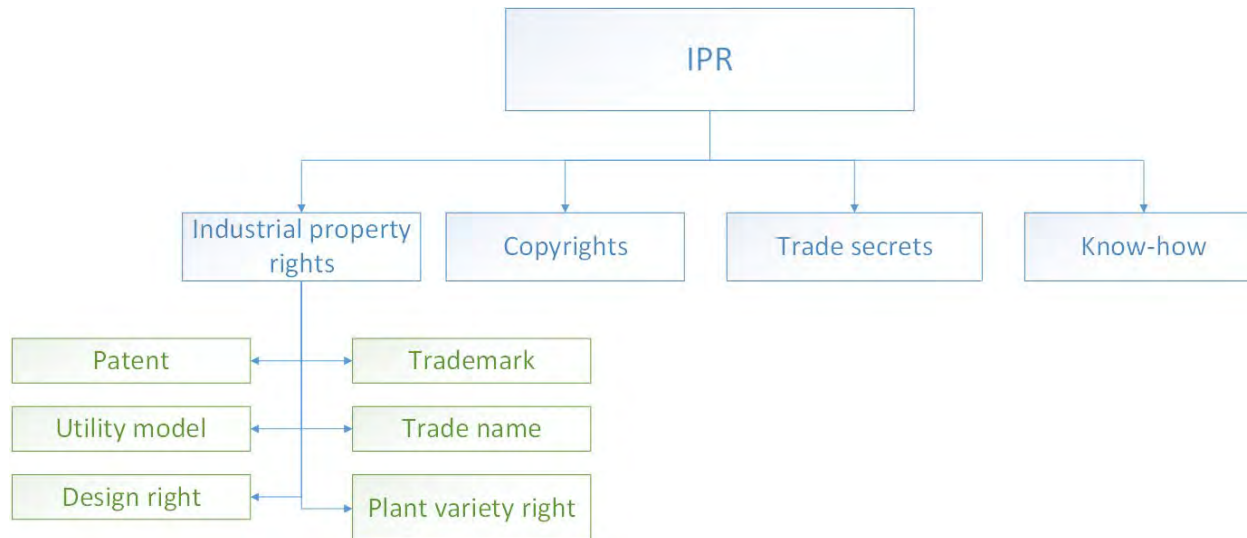 IPR
Industrial property
rights
Copyrights
Trade secrets
Know-how
Patent
Trademark
Utility model
Trade name
Design right
Plant variety right